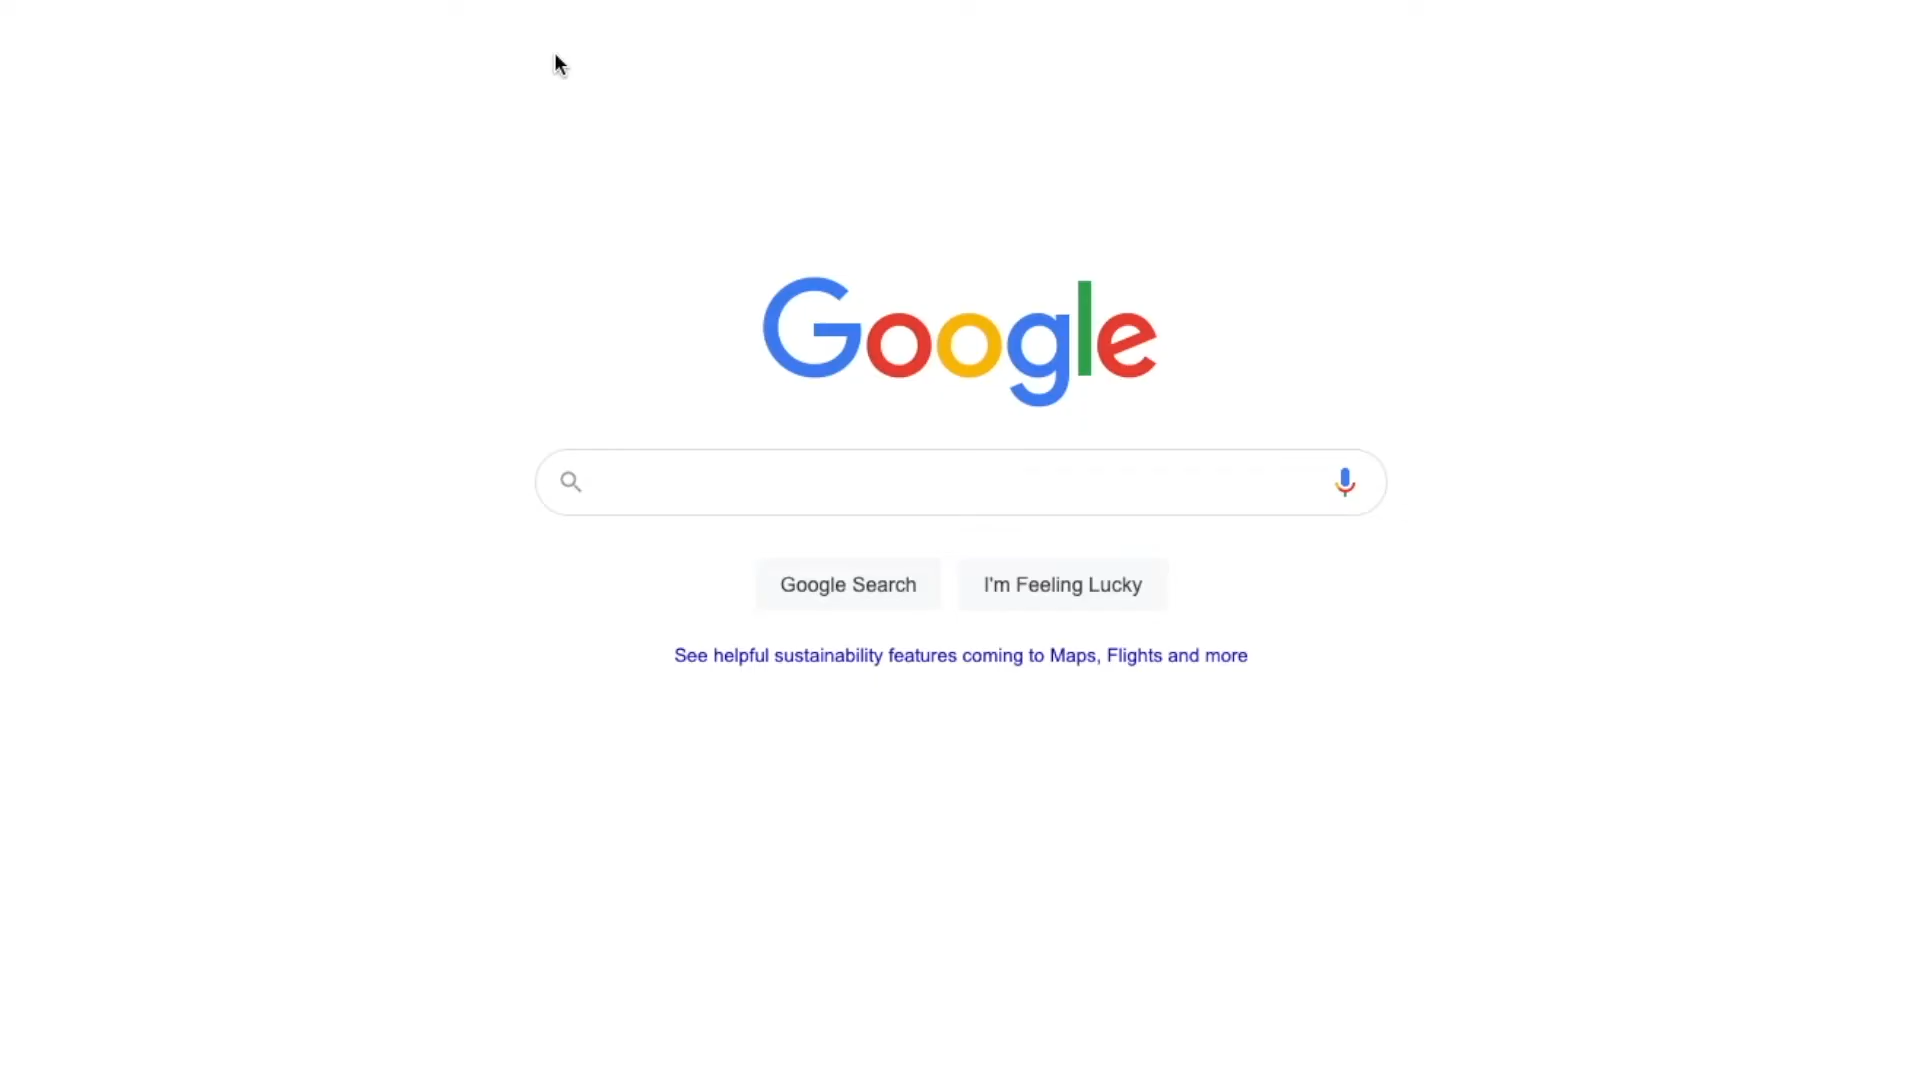 Google
Google Search
I'm Feeling Lucky
See helpful sustainability features coming to Maps, Flights and more